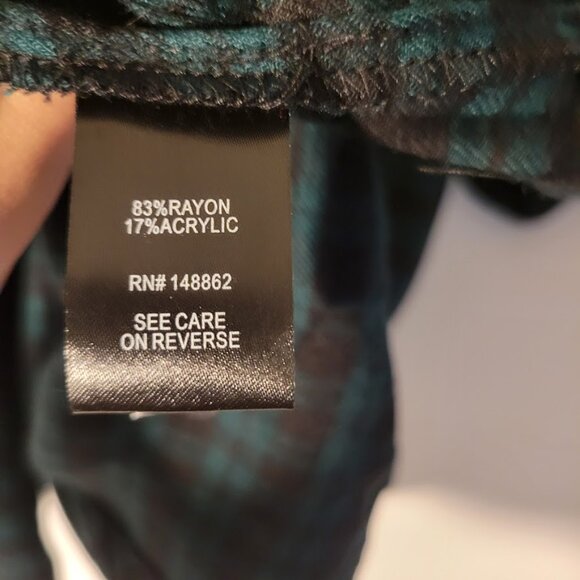 83%RAYON
17%ACRYLIC
RN# 148862
SEE CARE
ON REVERSE